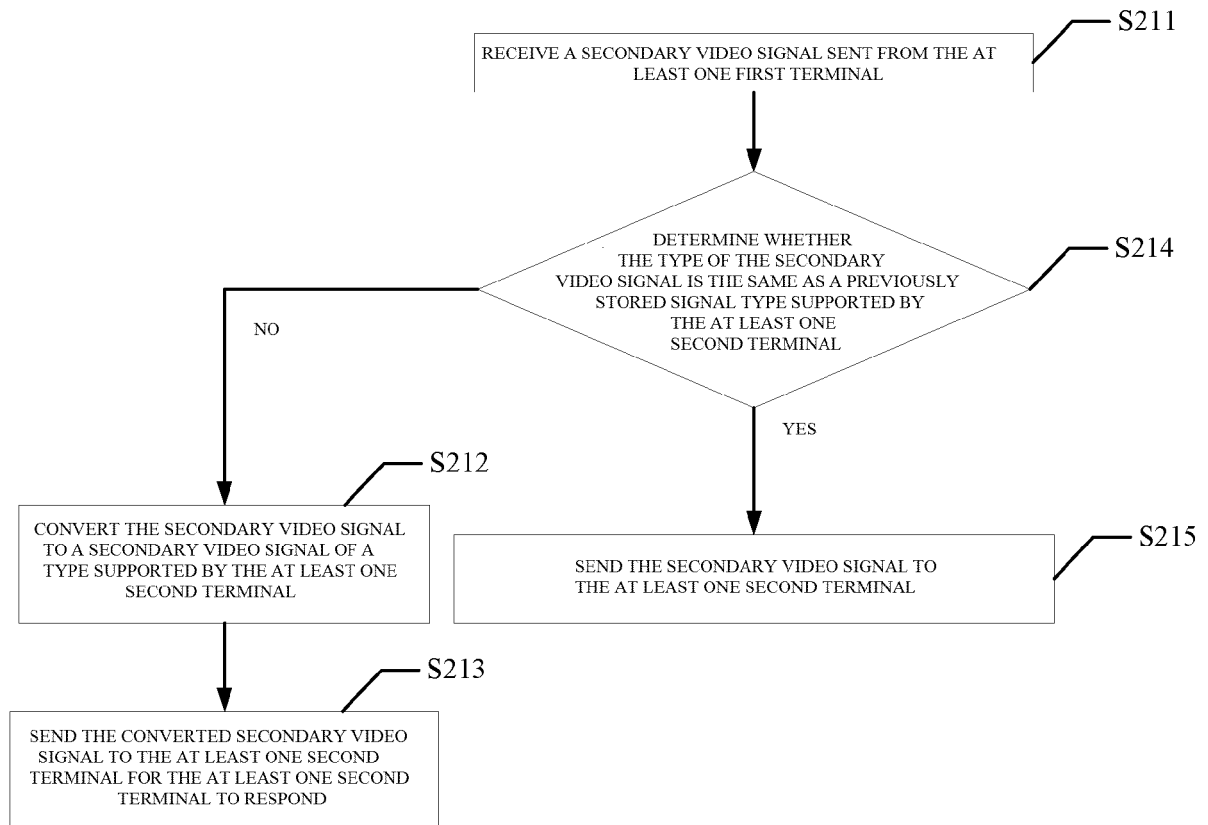 S211
RECEIVE A SECONDARY VIDEO SIGNAL SENT FROM THE AT
LEAST ONE FIRST TERMINAL
S214
DETERMINE WHETHER
THE TYPE OF THE SECONDARY
VIDEO SIGNAL IS THE SAME AS A PREVIOUSLY
STORED SIGNAL TYPE SUPPORTED BY
THE AT LEAST ONE
SECOND TERMINAL
NO
YES
S212
CONVERT THE SECONDARY VIDEO SIGNAL
TO A SECONDARY VIDEO SIGNAL OF A
TYPE SUPPORTED BY THE AT LEAST ONE
SECOND TERMINAL
S215
SEND THE SECONDARY VIDEO SIGNAL TO
THE AT LEAST ONE SECOND TERMINAL
S213
SEND THE CONVERTED SECONDARY VIDEO
SIGNAL TO THE AT LEAST ONE SECOND
TERMINAL FOR THE AT LEAST ONE SECOND
TERMINAL TO RESPOND